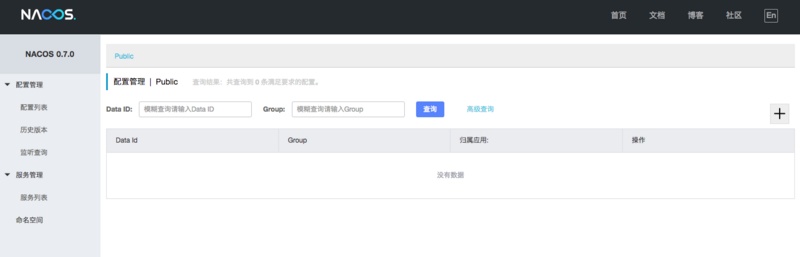 NACOS.
首页 文档 博客 社区 En
NACOS 0.7.0
配置管理
配置列表
历史版本
监听查询
服务管理
服务列表
命名空间
Public
配置管理 | Public 查询结果：共查询到 0 条满足要求的配置。
Data ID: 模糊查询请输入Data ID Group: 模糊查询请输入Group 查询 高级查询
Data Id Group 归属应用: 操作
没有数据